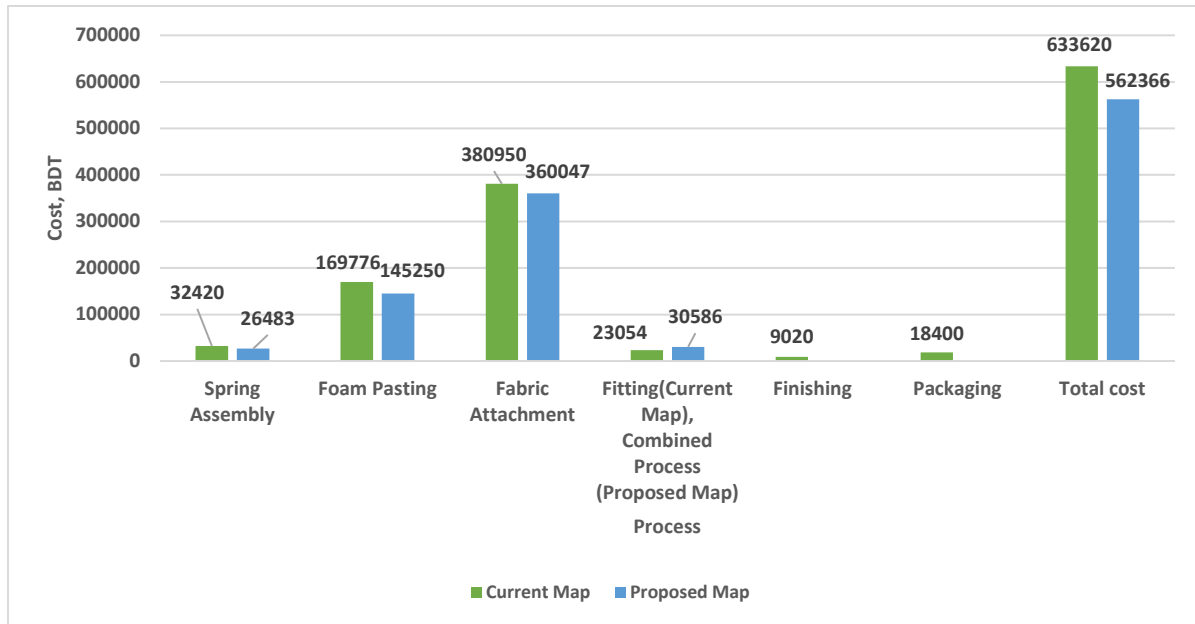 700000
600000
500000
400000
300000
200000
100000
0
Cost, BDT
633620
562366
380950
360047
169776
145250
32420
26483
23054
30586
9020
18400
Spring
Assembly
Foam Pasting
Fabric
Attachment
Fitting(Current
Map),
Combined
Process
(Proposed Map)
Finishing
Packaging
Total cost
Process
Current Map
Proposed Map